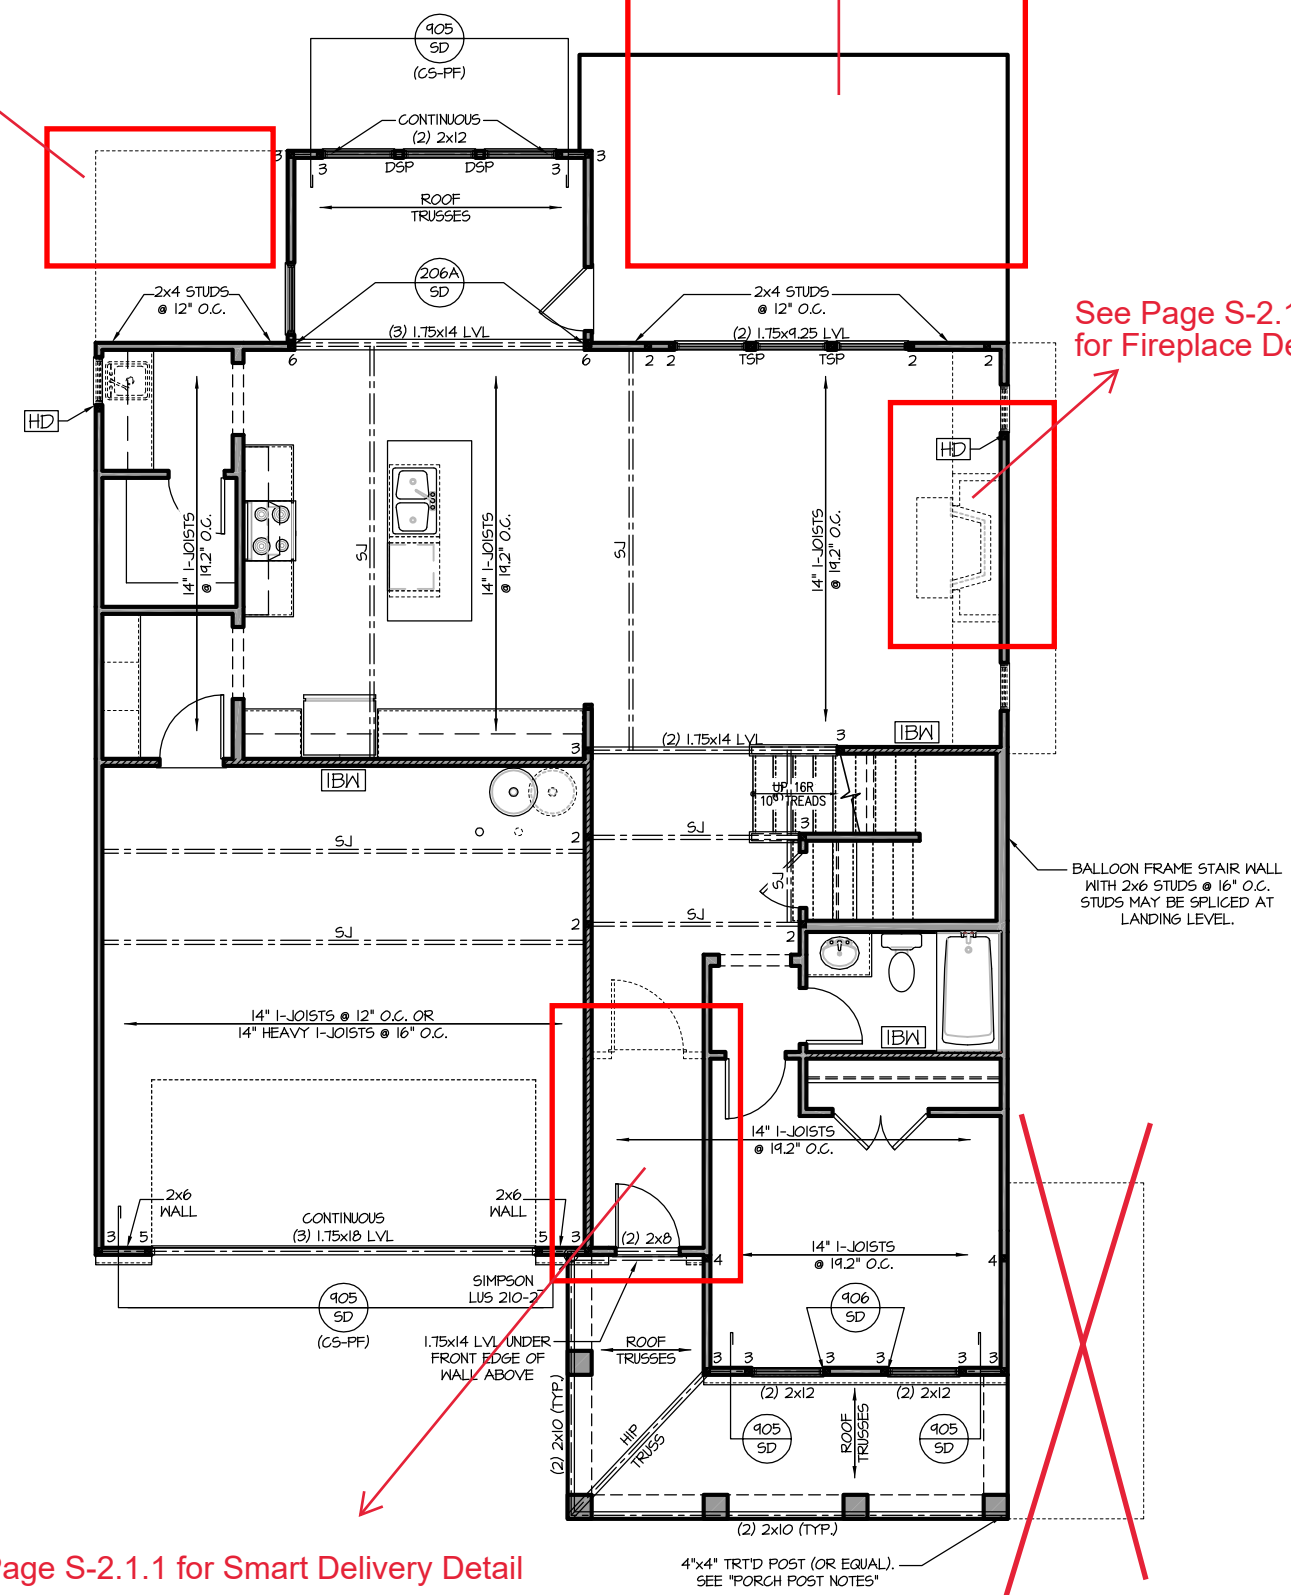 905
SD
(CS-PF)
CONTINUOUS
(2) 2x12
3
3
3
3
DSP
DSP
ROOF
TRUSSES
206A
SD
2x4 STUDS
@ 12" O.C.
2x4 STUDS
@ 12" O.C.
(3) 1.75x14 LVL
(2) 1.75x9.25 LVL
6
6
2 2
TSP
TSP
2
2
See Page S-2.1
for Fireplace De
HD
HD
14" I-JOISTS
@ 19.2" O.C.
SJ
14" I-JOISTS
@ 19.2" O.C.
SJ
14" I-JOISTS
@ 19.2" O.C.
(2) 1.75x14 LVL
3
IBW
3
IBW
UP 16R
10" TREADS
SJ
2
SJ
3
SJ
BALLOON FRAME STAIR WALL
WITH 2x6 STUDS @ 16" O.C.
STUDS MAY BE SPLICED AT
LANDING LEVEL.
SJ
2
SJ
2
14" I-JOISTS @ 12" O.C. OR
14" HEAVY I-JOISTS @ 16" O.C.
IBW
14" I-JOISTS
@ 19.2" O.C.
2x6
WALL
2x6
WALL
CONTINUOUS
(3) 1.75x18 LVL
3
5
5
3
(2) 2x8
4
14" I-JOISTS
@ 19.2" O.C.
4
SIMPSON
LUS 210-2
905
SD
(CS-PF)
906
SD
1.75x14 LVL UNDER
FRONT EDGE OF
WALL ABOVE
ROOF
TRUSSES
3
3
3
3
3
3
(2) 2x12
(2) 2x12
(2) 2x10 (TYP.)
HIP
TRUSS
905
SD
ROOF
TRUSSES
905
SD
(2) 2x10 (TYP.)
Page S-2.1.1 for Smart Delivery Detail
4"x4" TRT'D POST (OR EQUAL).
SEE "PORCH POST NOTES"